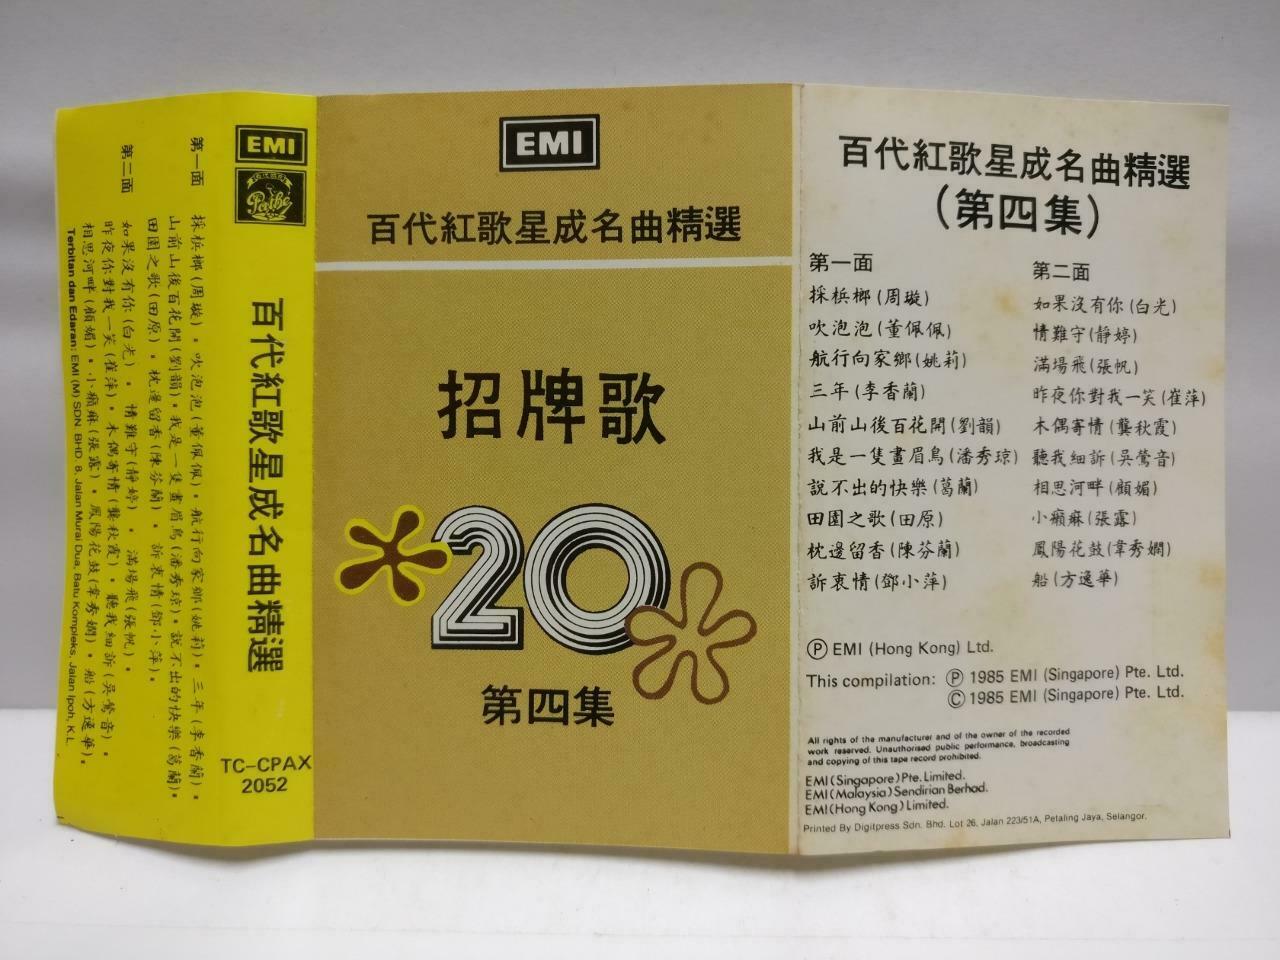 EMI
Pathe
百代紅歌星成名曲精選
TC-CPAX
2052
第一面 採梹榔(周璇)。吹泡泡(董佩佩)。航行向家鄉(姚莉)。三年(李香蘭)。
山前山後百花開(劉韻)。我是一隻畫眉鳥(潘秀琼)。說不出的快樂(葛蘭)。
田園之歌(田原)。枕邊留香(陳芬蘭)。訴衷情(鄧小萍)。
第二面 如果沒有你(白光)。情難守(靜婷)。滿場飛(張帆)。
昨夜你對我一笑(崔萍)。木偶寄情(龔秋霞)。聽我細訴(吳鶯音)。
相思河畔(顧媚)。小癩痳(張露)。鳳陽花鼓(韋秀嫻)。船(方逸華)。
Terbitan dan Edaran: EMI (M) SDN. BHD. 8, Jalan Murai Dua, Batu Kompleks, Jalan Ipoh, K.L.
EMI
百代紅歌星成名曲精選
招牌歌
20
第四集
百代紅歌星成名曲精選
(第四集)
第一面
採梹榔(周璇)
吹泡泡(董佩佩)
航行向家鄉(姚莉)
三年(李香蘭)
山前山後百花開(劉韻)
我是一隻畫眉鳥(潘秀琼)
說不出的快樂(葛蘭)
田園之歌(田原)
枕邊留香(陳芬蘭)
訴衷情(鄧小萍)
第二面
如果沒有你(白光)
情難守(靜婷)
滿場飛(張帆)
昨夜你對我一笑(崔萍)
木偶寄情(龔秋霞)
聽我細訴(吳鶯音)
相思河畔(顧媚)
小癩痳(張露)
鳳陽花鼓(韋秀嫻)
船(方逸華)
Ⓟ EMI (Hong Kong) Ltd.
This compilation: Ⓟ 1985 EMI (Singapore) Pte. Ltd.
© 1985 EMI (Singapore) Pte. Ltd.
All rights of the manufacturer and of the owner of the recorded
work reserved. Unauthorised public performance, broadcasting
and copying of this tape record prohibited.
EMI (Singapore) Pte. Limited.
EMI (Malaysia) Sendirian Berhad.
EMI (Hong Kong) Limited.
Printed By Digitpress Sdn. Bhd. Lot 26, Jalan 223/51A, Petaling Jaya, Selangor.